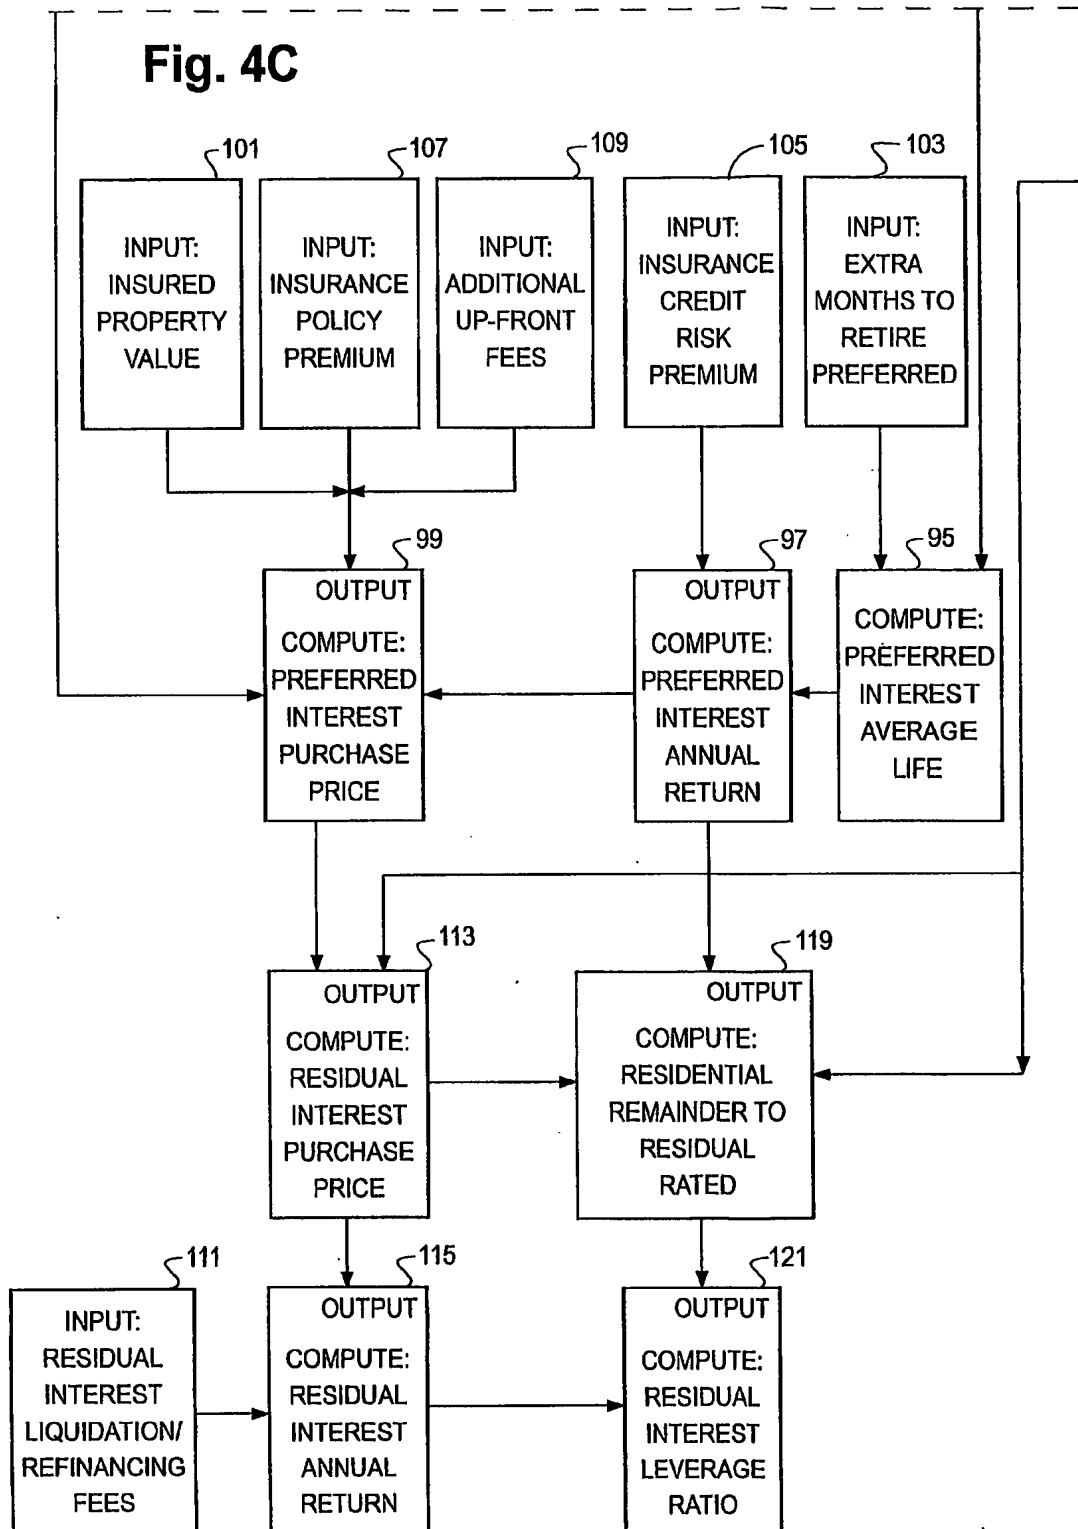 Fig. 4C
101
107
109
105
103
INPUT:
INSURED
PROPERTY
VALUE
INPUT:
INSURANCE
POLICY
PREMIUM
INPUT:
ADDITIONAL
UP-FRONT
FEES
INPUT:
INSURANCE
CREDIT
RISK
PREMIUM
INPUT:
EXTRA
MONTHS TO
RETIRE
PREFERRED
99
OUTPUT
COMPUTE:
PREFERRED
INTEREST
PURCHASE
PRICE
97
OUTPUT
COMPUTE:
PREFERRED
INTEREST
ANNUAL
RETURN
95
COMPUTE:
PREFERRED
INTEREST
AVERAGE
LIFE
113
OUTPUT
COMPUTE:
RESIDUAL
INTEREST
PURCHASE
PRICE
119
OUTPUT
COMPUTE:
RESIDENTIAL
REMAINDER TO
RESIDUAL
RATED
111
INPUT:
RESIDUAL
INTEREST
LIQUIDATION/
REFINANCING
FEES
115
OUTPUT
COMPUTE:
RESIDUAL
INTEREST
ANNUAL
RETURN
121
OUTPUT
COMPUTE:
RESIDUAL
INTEREST
LEVERAGE
RATIO